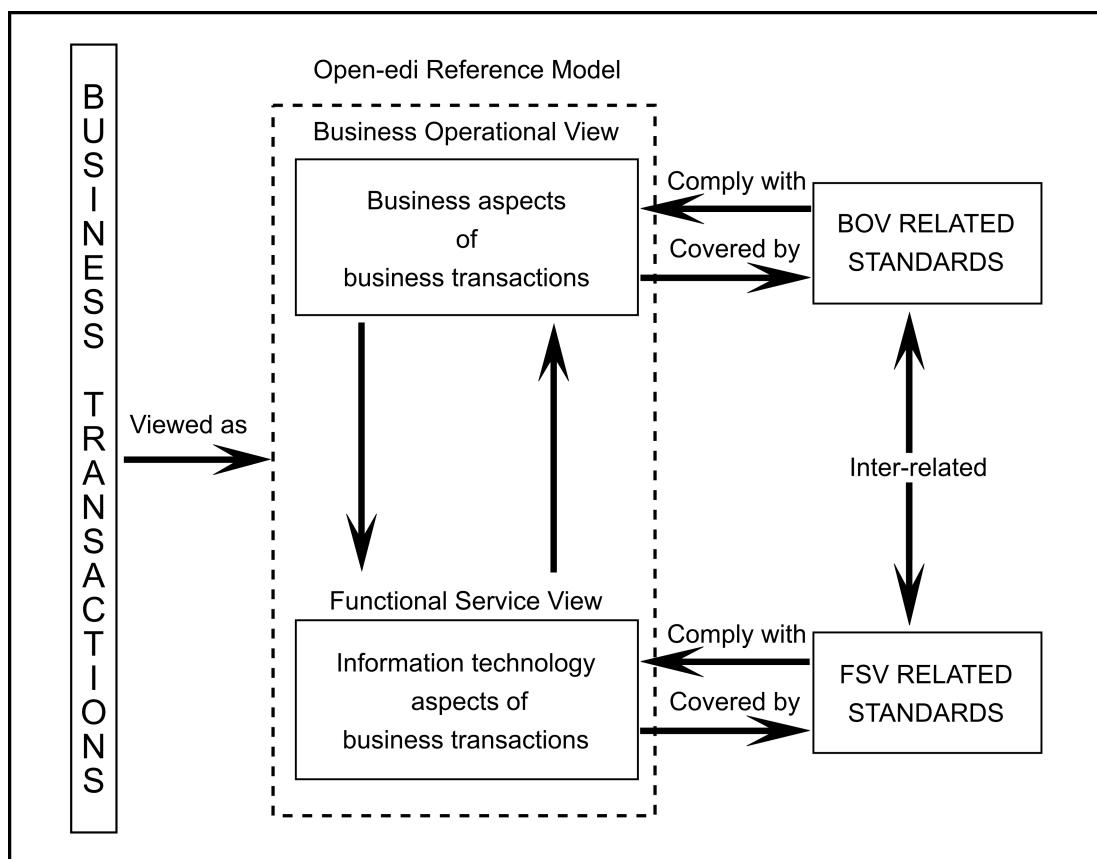 BUSINESS TRANSACTIONS
Open-edi Reference Model
Business Operational View
Business aspects
of
business transactions
Comply with
Covered by
BOV RELATED
STANDARDS
Viewed as
Inter-related
Functional Service View
Information technology
aspects of
business transactions
Comply with
Covered by
FSV RELATED
STANDARDS